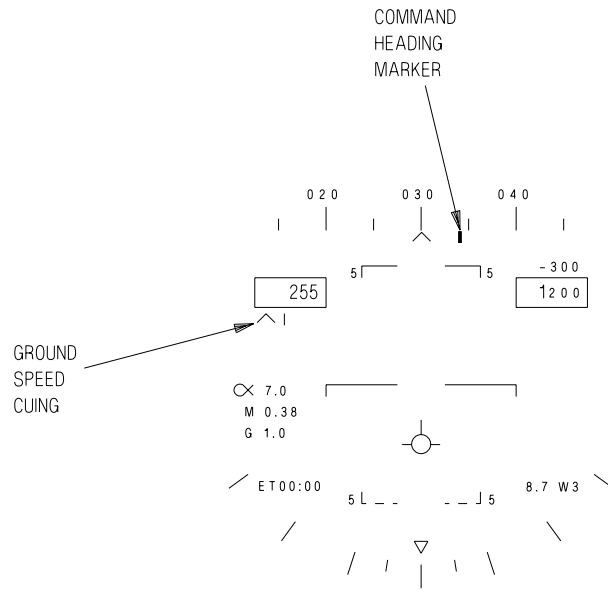 COMMAND
HEADING
MARKER
020 030 040
5 5 -300
255 1200
GROUND
SPEED
CUING
α 7.0
M 0.38
G 1.0
ET00:00 5 5 8.7 W3